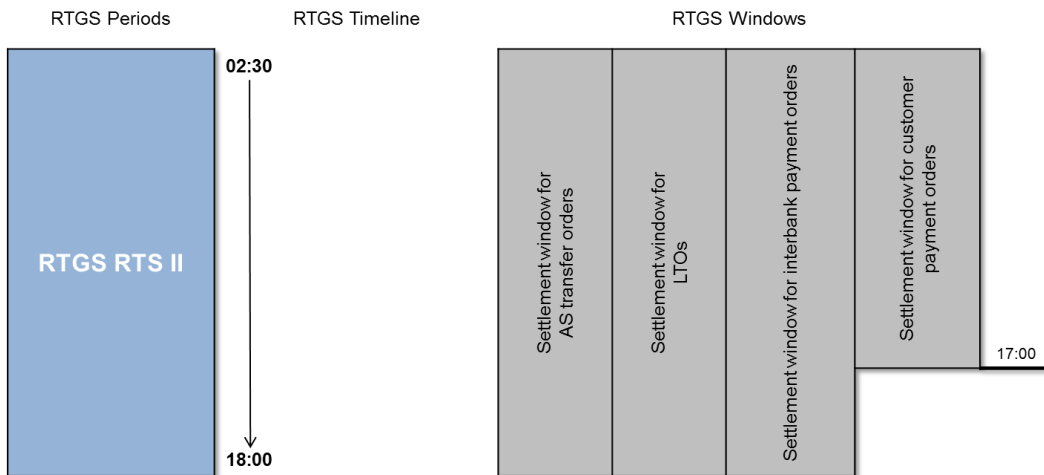 RTGS Periods
RTGS Timeline
RTGS Windows
RTGS RTS II
02:30
18:00
Settlement window for
AS transfer orders
Settlement window for
LTOs
Settlement window for interbank payment orders
Settlement window for customer
payment orders
17:00